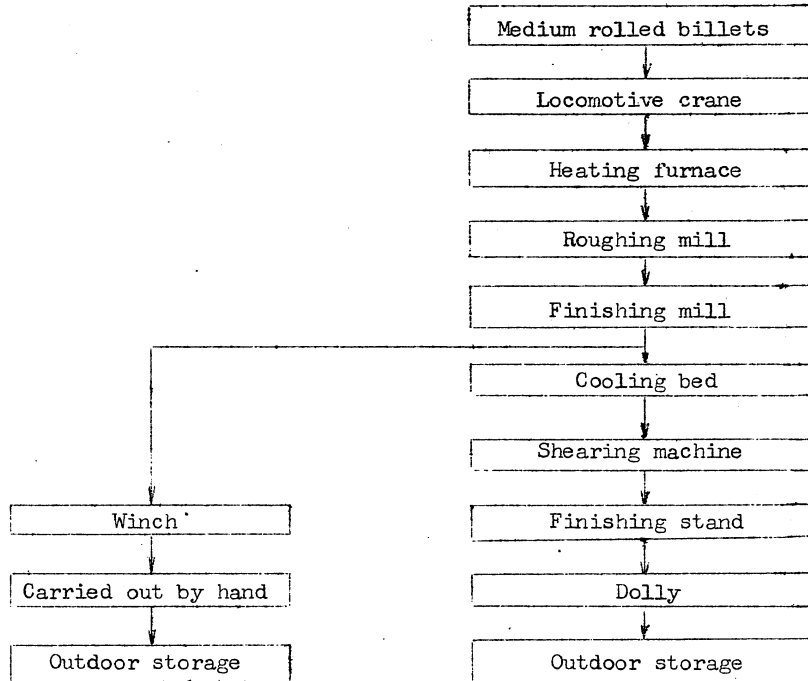 Medium rolled billets
Locomotive crane
Heating furnace
Roughing mill
Finishing mill
Cooling bed
Shearing machine
Finishing stand
Dolly
Outdoor storage
Winch
Carried out by hand
Outdoor storage